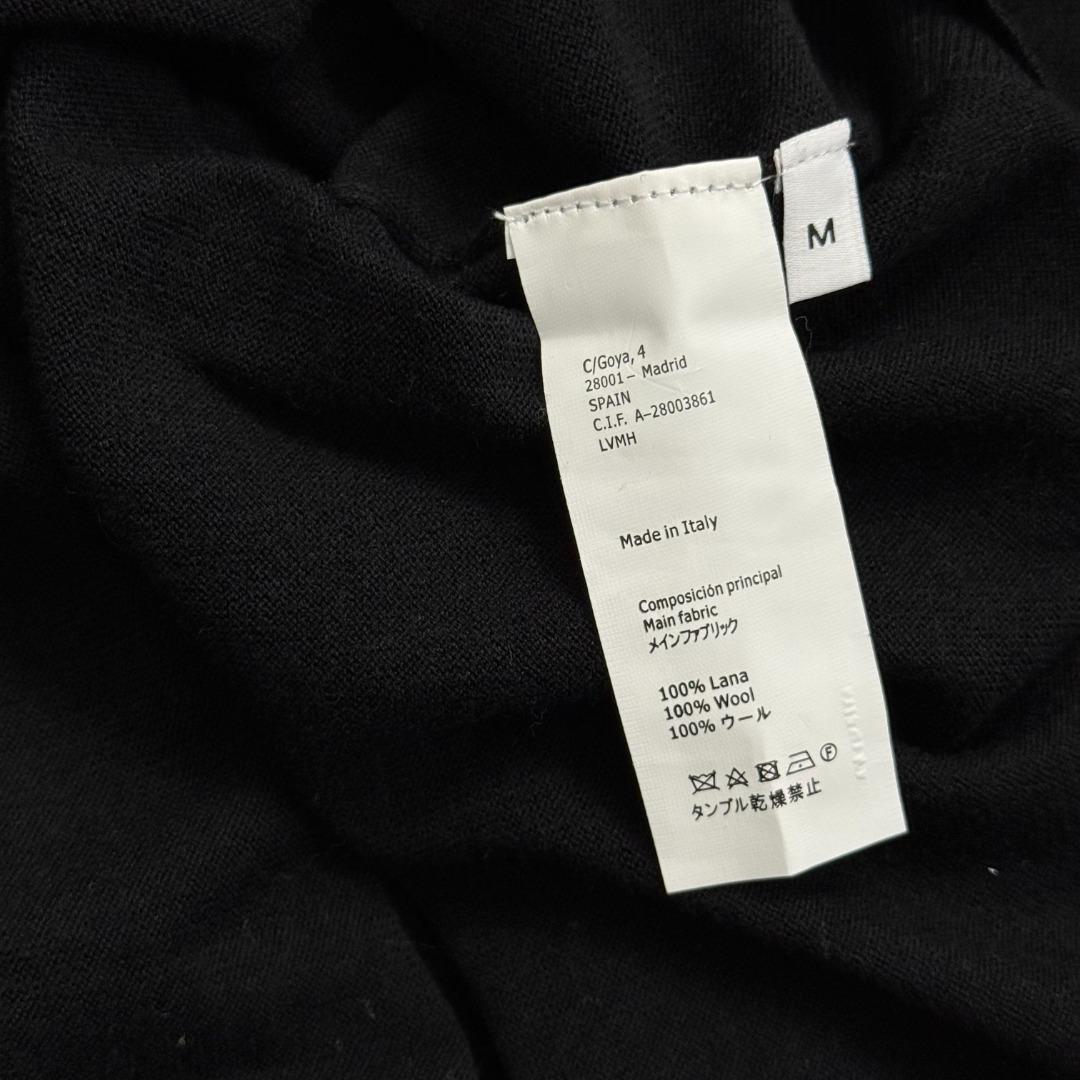 M
C/Goya, 4
28001 – Madrid
SPAIN
C.I.F. A-28003861
LVMH
Made in Italy
Composición principal
Main fabric
メインファブリック
100% Lana
100% Wool
100% ウール
F
タンブル乾燥禁止